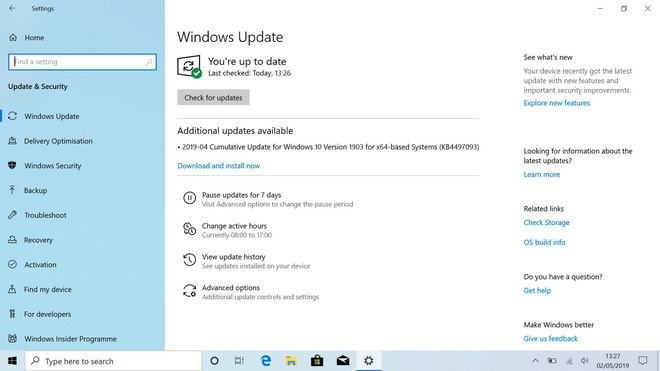 Settings
Home
Find a setting
Update & Security
Windows Update
Delivery Optimisation
Windows Security
Backup
Troubleshoot
Recovery
Activation
Find my device
For developers
Windows Insider Programme
Windows Update
You're up to date
Last checked: Today, 13:26
Check for updates
Additional updates available
• 2019-04 Cumulative Update for Windows 10 Version 1903 for x64-based Systems (KB4497093)
Download and install now
Pause updates for 7 days
Visit Advanced options to change the pause period
Change active hours
Currently 08:00 to 17:00
View update history
See updates installed on your device
Advanced options
Additional update controls and settings
See what's new
Your device recently got the latest
update with new features and
important security improvements.
Explore new features
Looking for information about the
latest updates?
Learn more
Related links
Check Storage
OS build info
Do you have a question?
Get help
Make Windows better
Give us feedback
Type here to search
13:27
02/05/2019